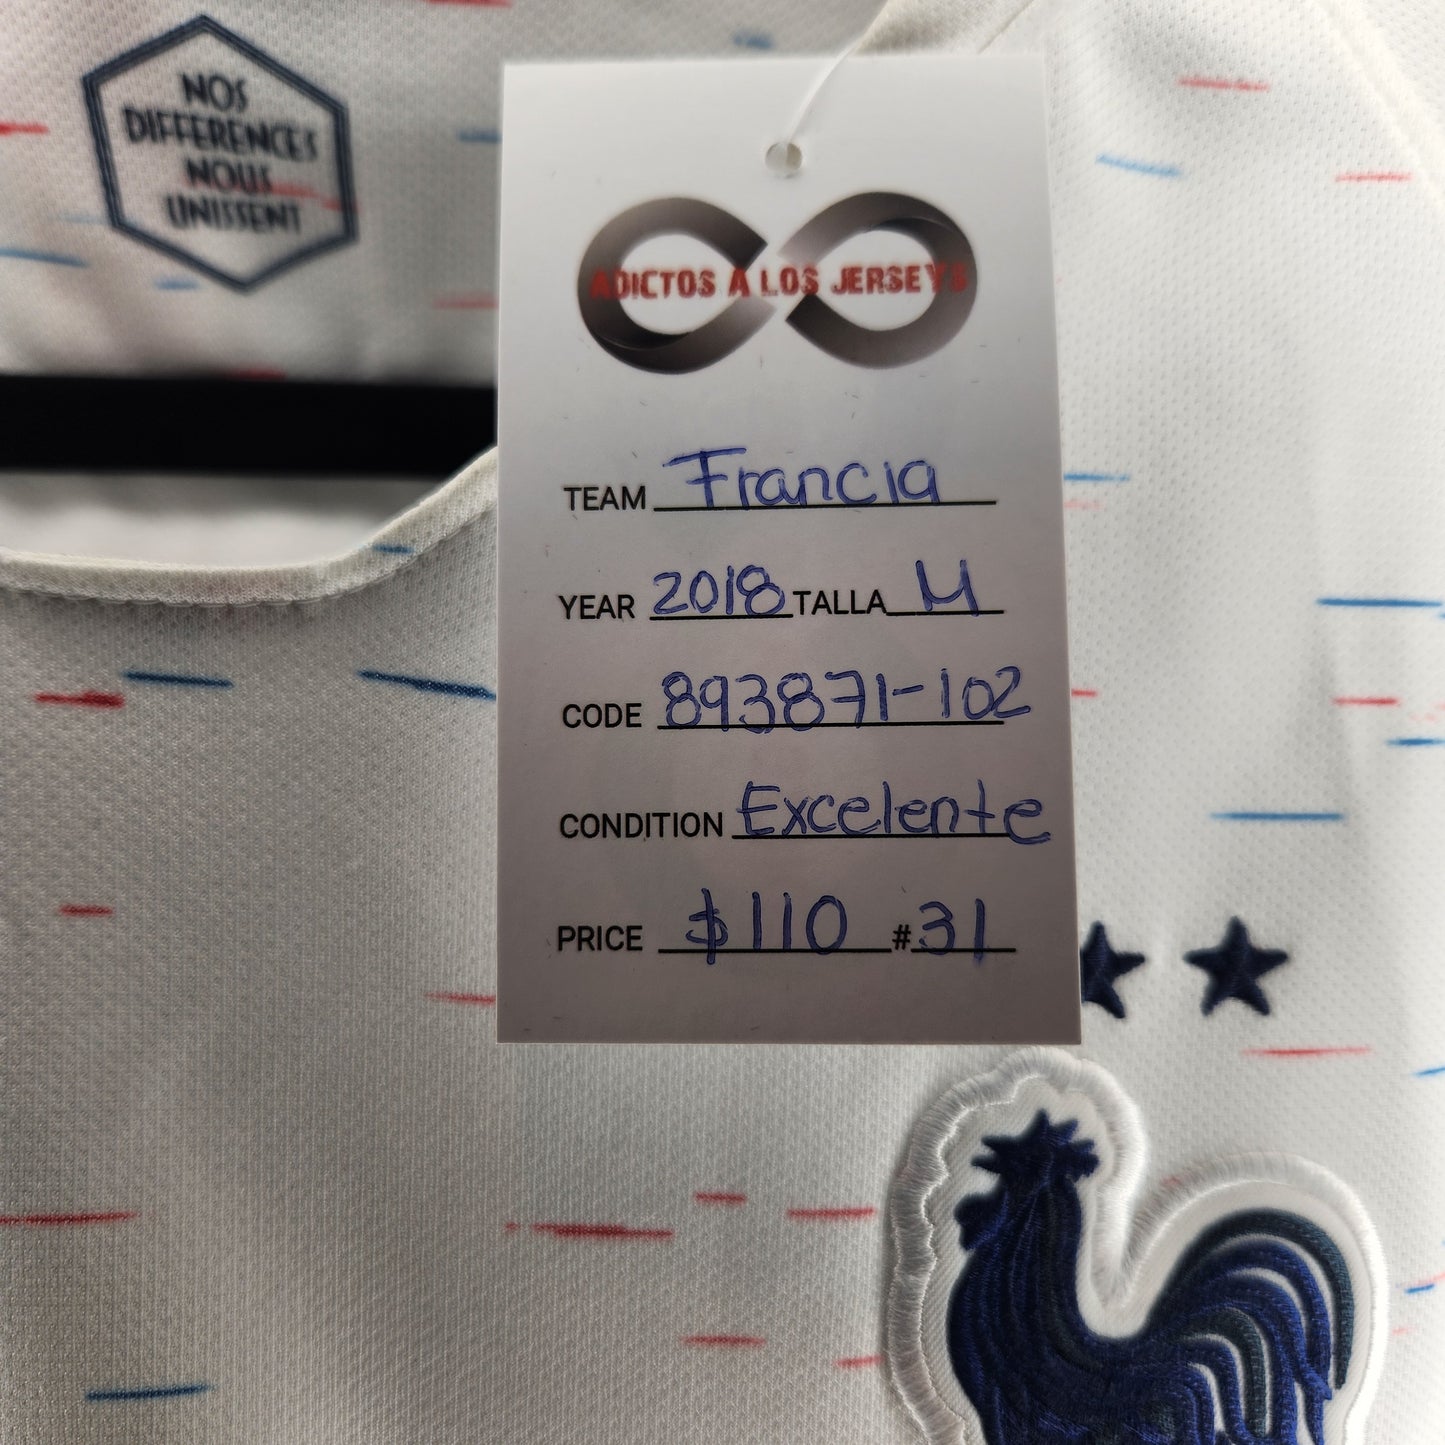 NOS
DIFFERENCES
NOUS
UNISSENT
ADICTOS A LOS JERSEYS
TEAM Francia
YEAR 2018 TALLA M
CODE 893871-102
CONDITION Excelente
PRICE $110 #31